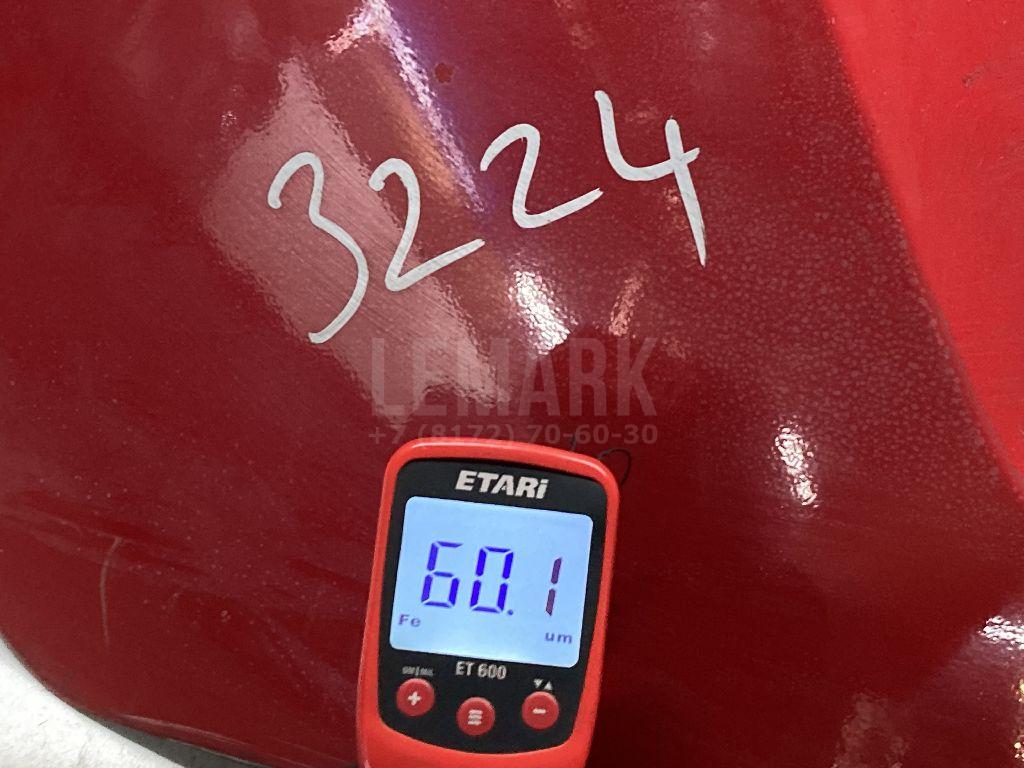 3224
LEMARK
+7 (8172) 70-60-30
ETARi
60.1
Fe
um
ET 600